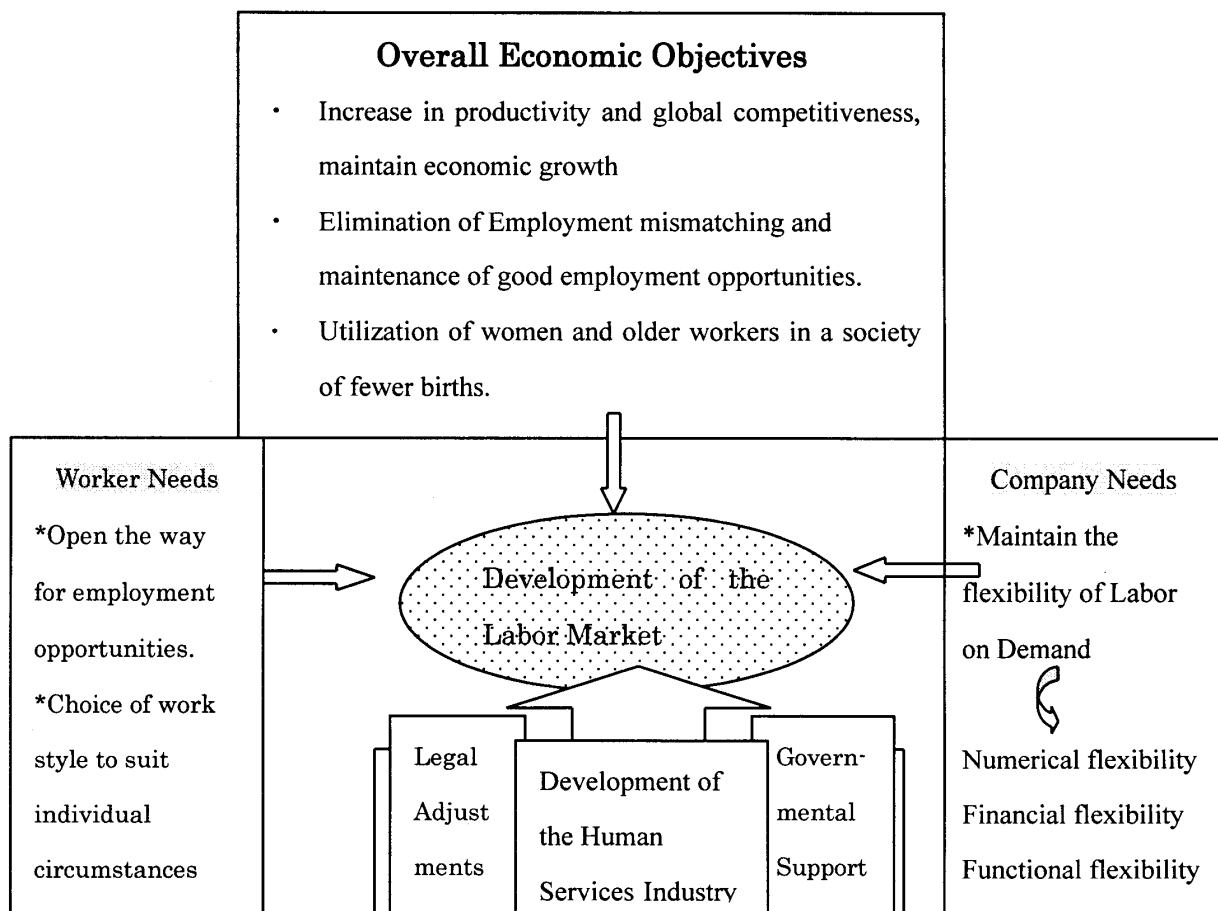 Overall Economic Objectives
· Increase in productivity and global competitiveness,
maintain economic growth
· Elimination of Employment mismatching and
maintenance of good employment opportunities.
· Utilization of women and older workers in a society
of fewer births.
Worker Needs
*Open the way
for employment
opportunities.
*Choice of work
style to suit
individual
circumstances
Development of the
Labor Market
Legal
Adjust
ments
Development of
the Human
Services Industry
Govern-
mental
Support
Company Needs
*Maintain the
flexibility of Labor
on Demand
Numerical flexibility
Financial flexibility
Functional flexibility